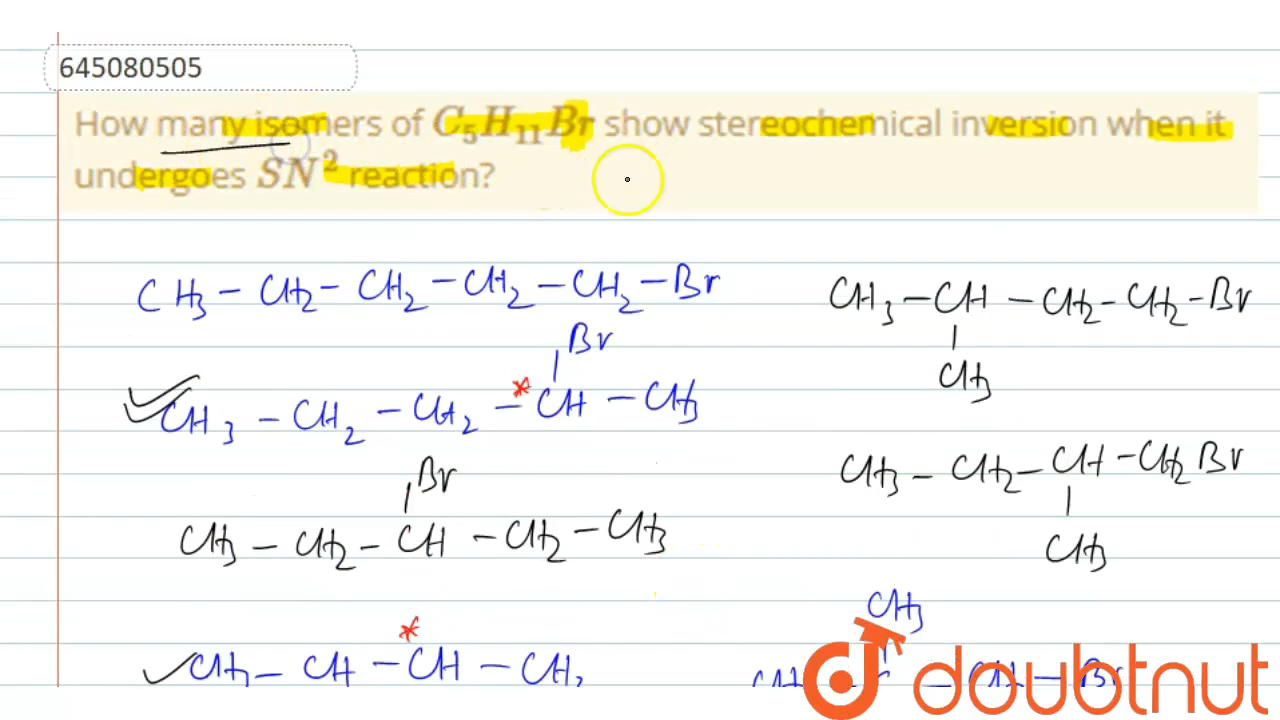 645080505
How many isomers of C₅H₁₁Br show stereochemical inversion when it
undergoes SN² reaction?
CH₃ – CH₂ – CH₂ – CH₂ – CH₂ – Br
Br
CH₃ – CH₂ – CH₂ – CH – CH₃
*
Br
CH₃ – CH₂ – CH – CH₂ – CH₃
*
CH₃ – CH – CH – CH₃
CH₃ – CH – CH₂ – CH₂ – Br
CH₃
CH₃ – CH₂ – CH – CH₂Br
CH₃
CH₃
doubtnut